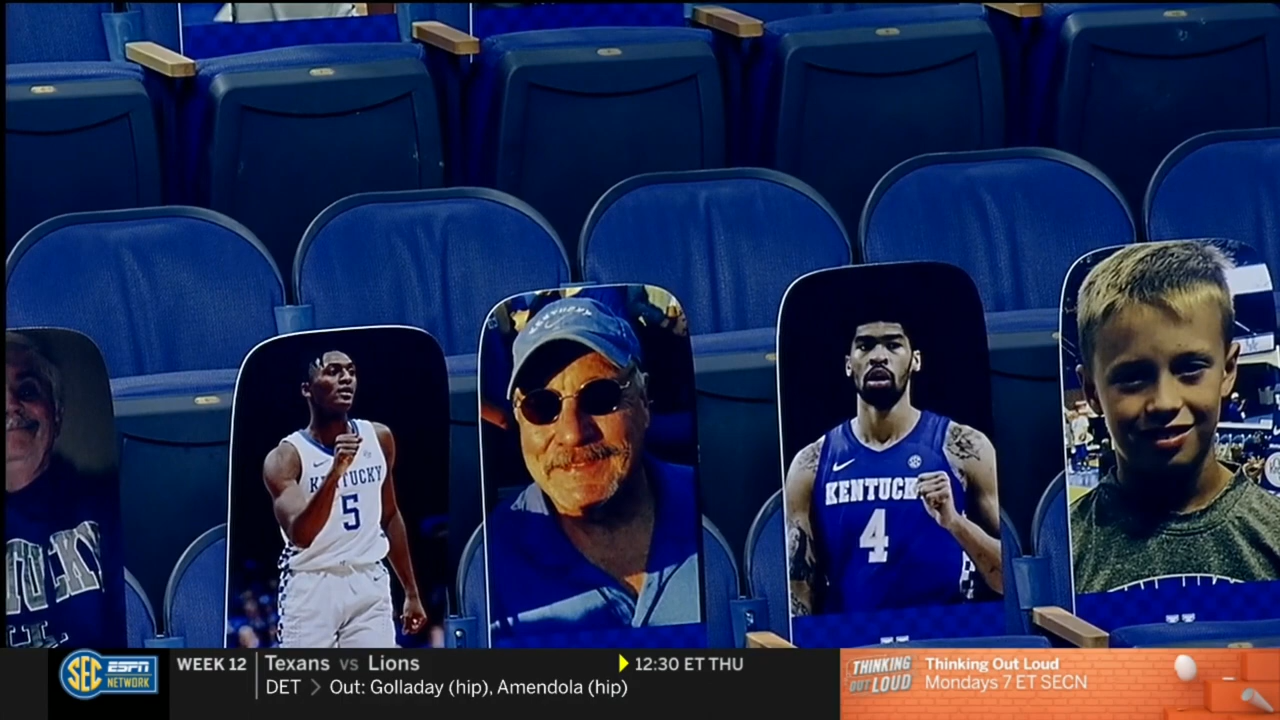 KENTUCKY
KENTUCKY
5
KENTUCKY
4
SEC
ESPN
NETWORK
WEEK 12
Texans vs Lions
12:30 ET THU
DET > Out: Golladay (hip), Amendola (hip)
THINKING
OUT LOUD
Thinking Out Loud
Mondays 7 ET SECN